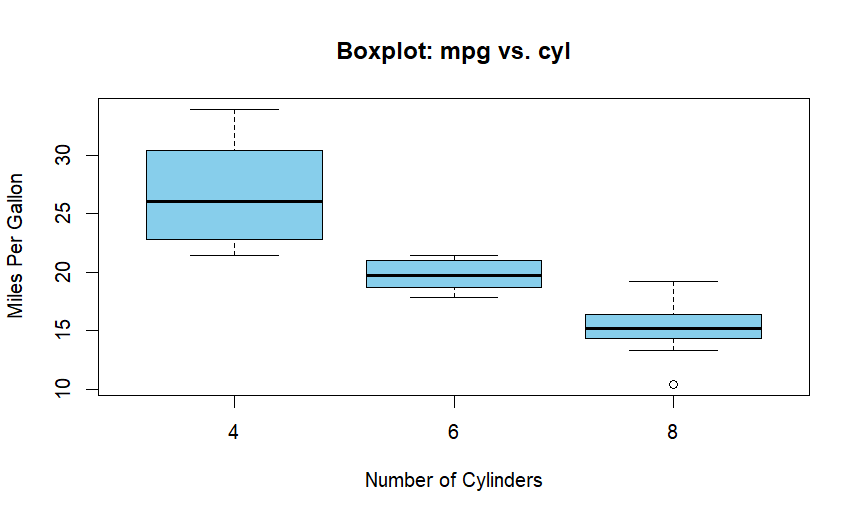 Boxplot: mpg vs. cyl
Miles Per Gallon
30
25
20
15
10
4 6 8
Number of Cylinders